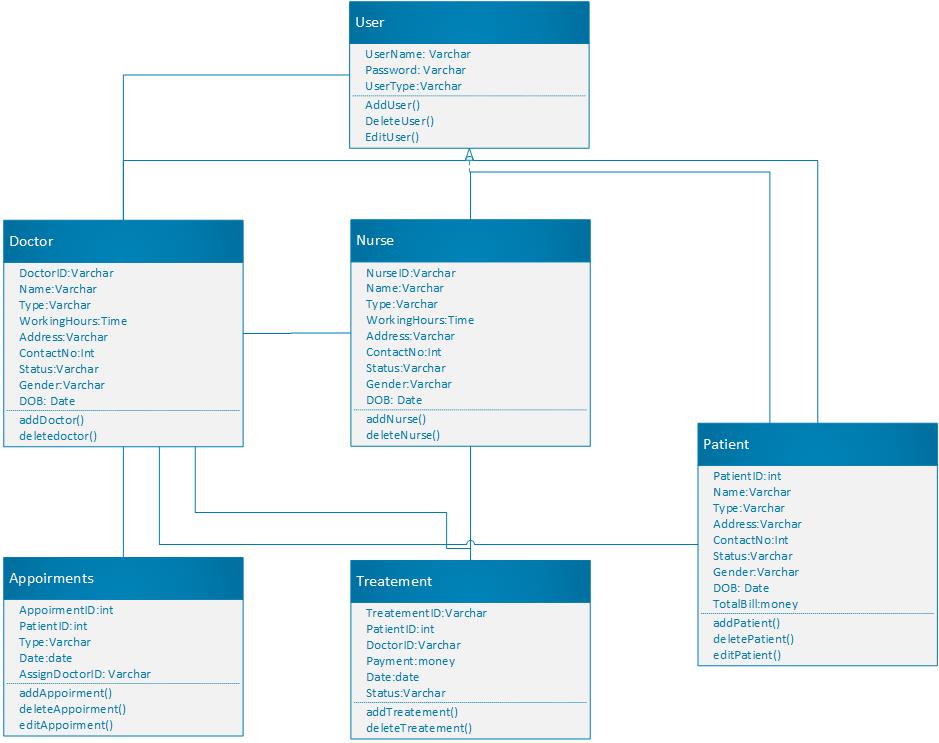 User
UserName: Varchar
Password: Varchar
UserType:Varchar
AddUser()
DeleteUser()
EditUser()
Doctor
DoctorID:Varchar
Name:Varchar
Type:Varchar
WorkingHours:Time
Address:Varchar
ContactNo:Int
Status:Varchar
Gender:Varchar
DOB: Date
addDoctor()
deletedoctor()
Nurse
NurseID:Varchar
Name:Varchar
Type:Varchar
WorkingHours:Time
Address:Varchar
ContactNo:Int
Status:Varchar
Gender:Varchar
DOB: Date
addNurse()
deleteNurse()
Patient
PatientID:int
Name:Varchar
Type:Varchar
Address:Varchar
ContactNo:Int
Status:Varchar
Gender:Varchar
DOB: Date
TotalBill:money
addPatient()
deletePatient()
editPatient()
Appoirments
AppoirmentID:int
PatientID:int
Type:Varchar
Date:date
AssignDoctorID: Varchar
addAppoirment()
deleteAppoirment()
editAppoirment()
Treatement
TreatementID:Varchar
PatientID:int
DoctorID:Varchar
Payment:money
Date:date
Status:Varchar
addTreatement()
deleteTreatement()